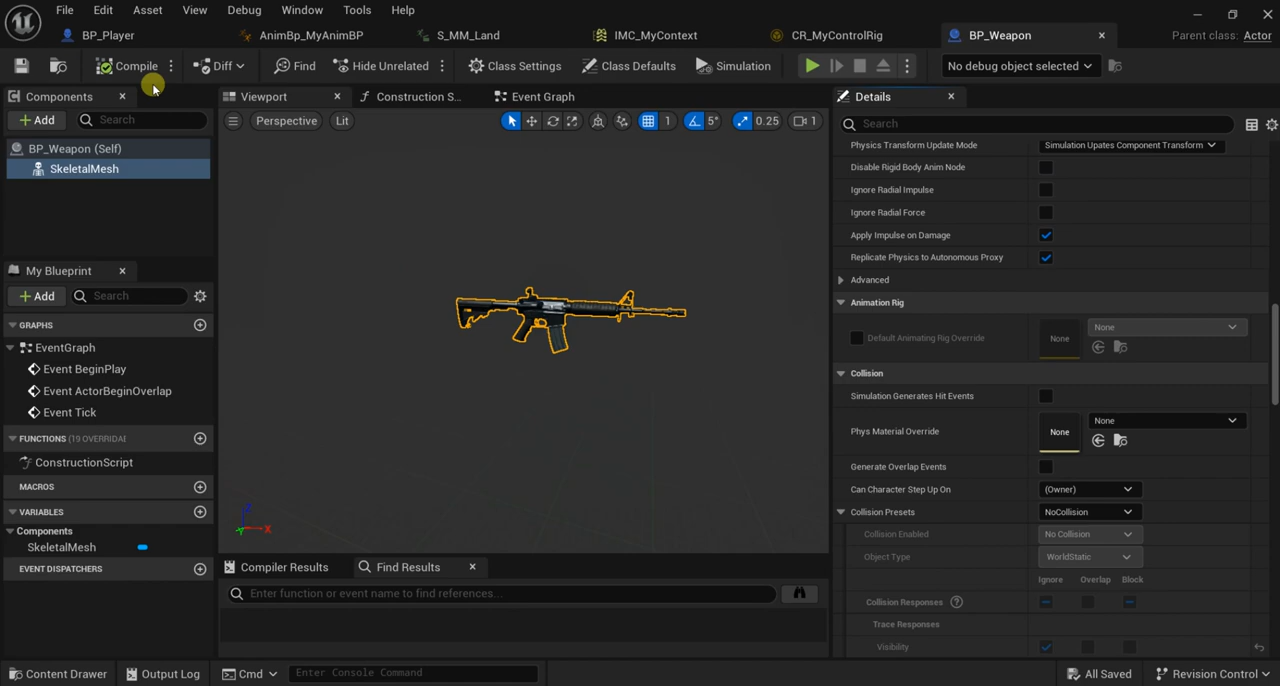 File Edit Asset View Debug Window Tools Help
BP_Player AnimBp_MyAnimBP S_MM_Land IMC_MyContext CR_MyControlRig BP_Weapon Parent class: Actor
Compile Diff Find Hide Unrelated Class Settings Class Defaults Simulation No debug object selected
Components Viewport Construction S... Event Graph Details
Add Search Perspective Lit 1 5° 0.25 1 Search
BP_Weapon (Self)
SkeletalMesh
My Blueprint
Add Search
GRAPHS
EventGraph
Event BeginPlay
Event ActorBeginOverlap
Event Tick
FUNCTIONS (19 OVERRIDAI
ConstructionScript
MACROS
VARIABLES
Components
SkeletalMesh
EVENT DISPATCHERS
Z
X
Y
Compiler Results Find Results
Enter function or event name to find references...
Physics Transform Update Mode Simulation Upates Component Transform
Disable Rigid Body Anim Node
Ignore Radial Impulse
Ignore Radial Force
Apply Impulse on Damage
Replicate Physics to Autonomous Proxy
Advanced
Animation Rig
Default Animating Rig Override None None
Collision
Simulation Generates Hit Events
Phys Material Override None None
Generate Overlap Events
Can Character Step Up On (Owner)
Collision Presets NoCollision
Collision Enabled No Collision
Object Type WorldStatic
Ignore Overlap Block
Collision Responses
Trace Responses
Visibility
Content Drawer Output Log Cmd Enter Console Command All Saved Revision Control